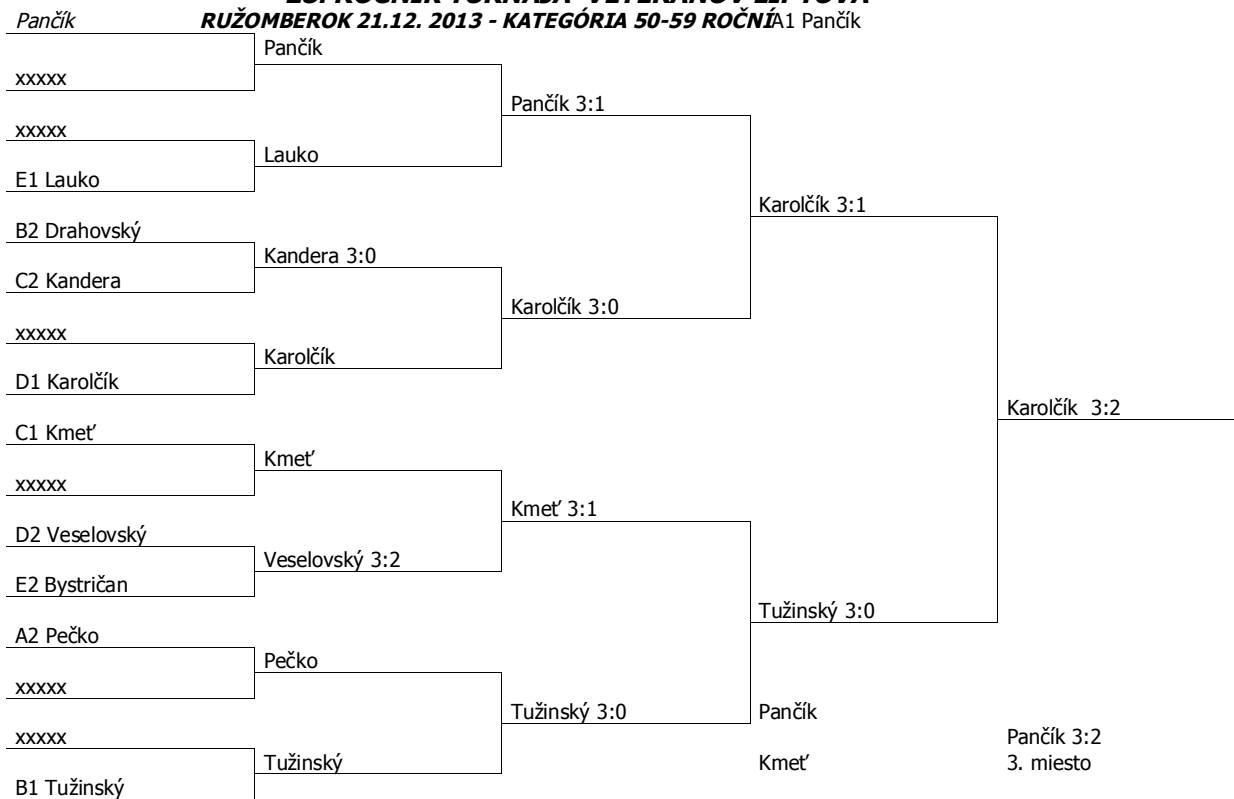 Pančík
RUŽOMBEROK 21.12. 2013 - KATEGÓRIA 50-59 ROČNÍ
A1 Pančík
Pančík
xxxxx
Pančík 3:1
xxxxx
Lauko
E1 Lauko
Karolčík 3:1
B2 Drahovský
Kandera 3:0
C2 Kandera
Karolčík 3:0
xxxxx
Karolčík
D1 Karolčík
Karolčík  3:2
C1 Kmeť
Kmeť
xxxxx
Kmeť 3:1
D2 Veselovský
Veselovský 3:2
E2 Bystričan
Tužinský 3:0
A2 Pečko
Pečko
xxxxx
Tužinský 3:0
Pančík
xxxxx
Pančík 3:2
Tužinský
Kmeť
3. miesto
B1 Tužinský